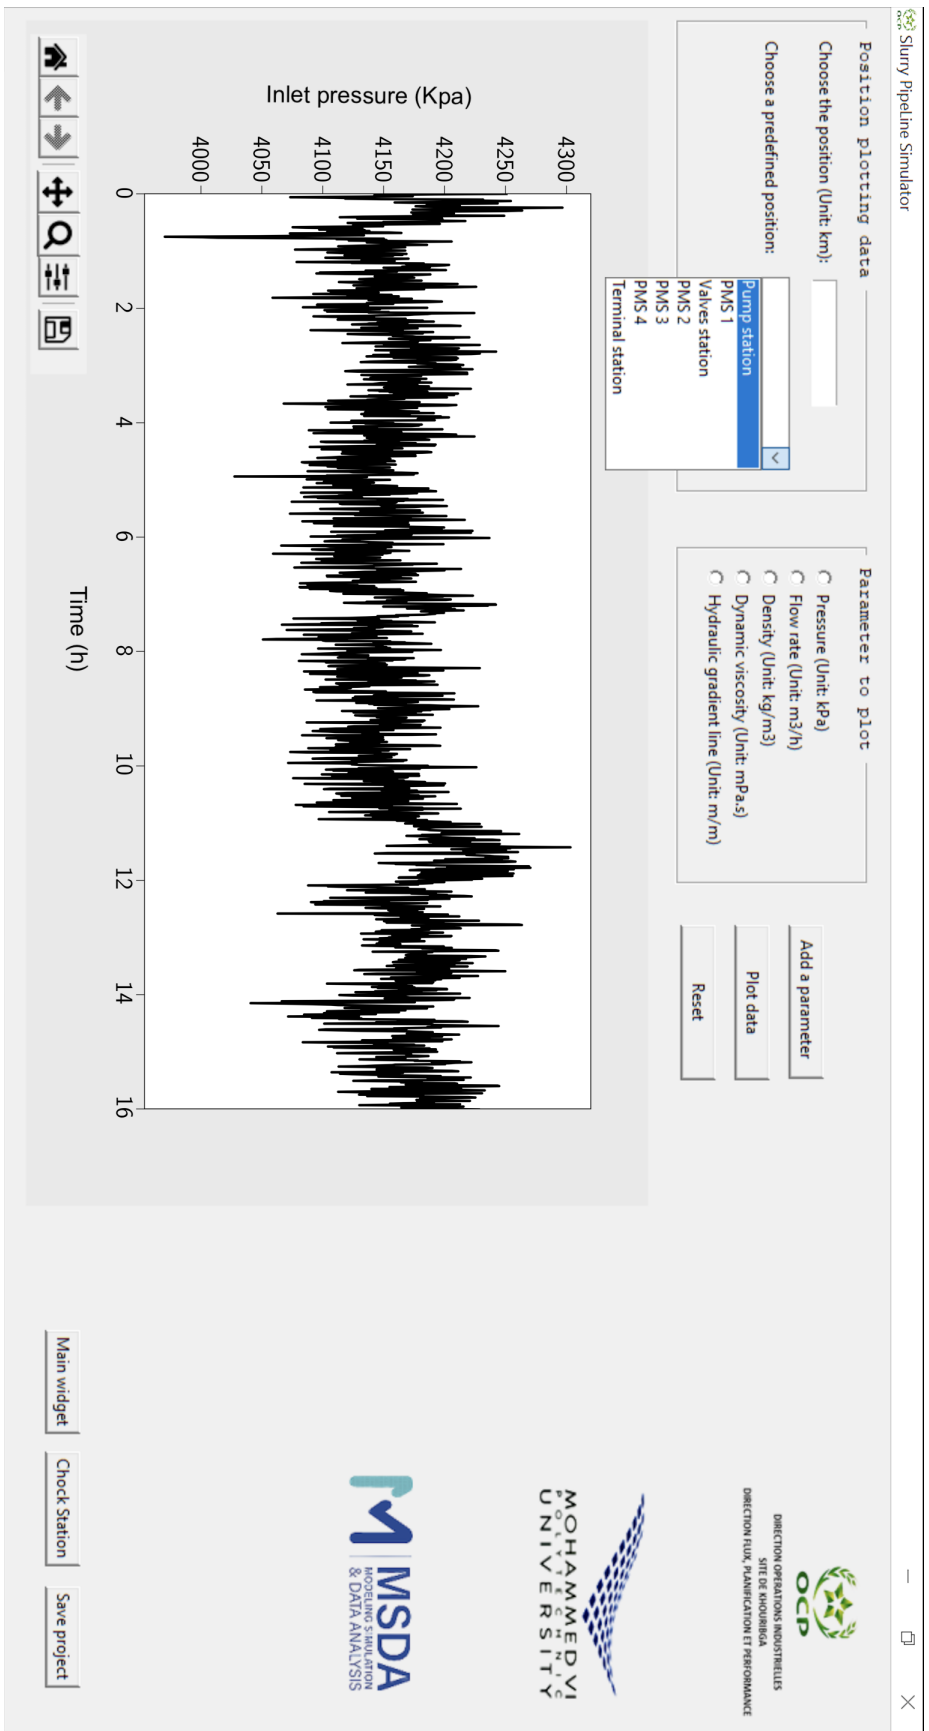 OCP Slurry PipeLine Simulator
Position plotting data
Choose the position (Unit: km):
Choose a predefined position:
Pump station
PMS 1
Valves station
PMS 2
PMS 3
PMS 4
Terminal station
Parameter to plot
Pressure (Unit: kPa)
Flow rate (Unit: m3/h)
Density (Unit: kg/m3)
Dynamic viscosity (Unit: mPa.s)
Hydraulic gradient line (Unit: m/m)
Add a parameter
Plot data
Reset
OCP
DIRECTION OPERATIONS INDUSTRIELLES
SITE DE KHOURIBGA
DIRECTION FLUX, PLANIFICATION ET PERFORMANCE
MOHAMMED VI
POLYTECHNIC
UNIVERSITY
MSDA
MODELING SIMULATION
& DATA ANALYSIS
Inlet pressure (Kpa)
4300
4250
4200
4150
4100
4050
4000
0 2 4 6 8 10 12 14 16
Time (h)
Main widget
Chock Station
Save project